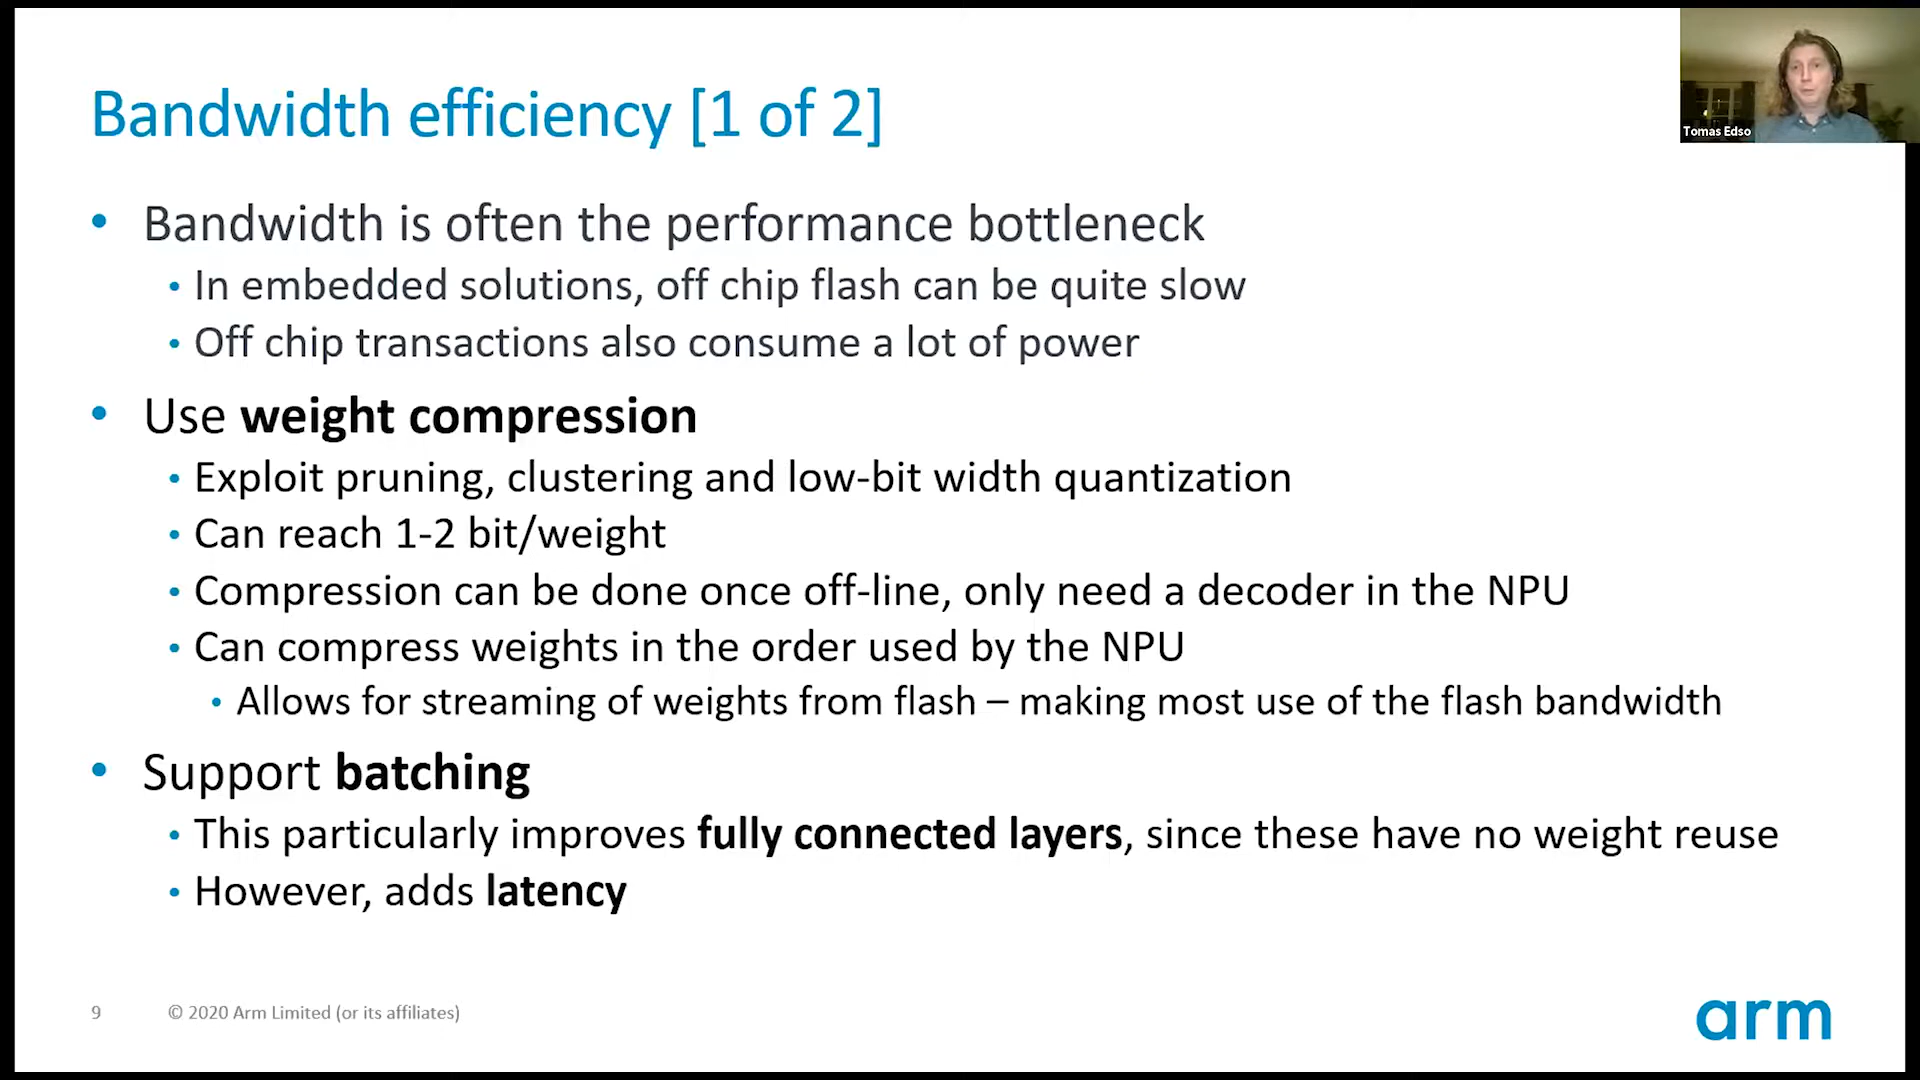 Bandwidth efficiency [1 of 2]
Tomas Edso
• Bandwidth is often the performance bottleneck
• In embedded solutions, off chip flash can be quite slow
• Off chip transactions also consume a lot of power
• Use weight compression
• Exploit pruning, clustering and low-bit width quantization
• Can reach 1-2 bit/weight
• Compression can be done once off-line, only need a decoder in the NPU
• Can compress weights in the order used by the NPU
• Allows for streaming of weights from flash – making most use of the flash bandwidth
• Support batching
• This particularly improves fully connected layers, since these have no weight reuse
• However, adds latency
9 © 2020 Arm Limited (or its affiliates)
arm